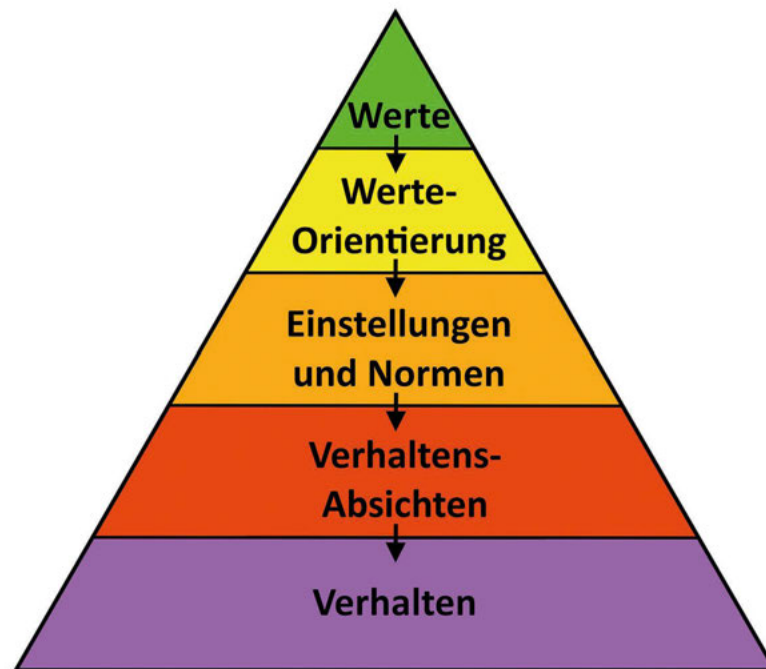 Werte
Werte-
Orientierung
Einstellungen
und Normen
Verhaltens-
Absichten
Verhalten